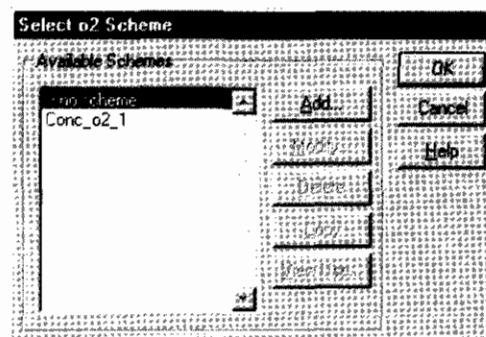 Select o2 Scheme
Available Schemes
OK
no scheme
Add...
Cancel
Conc_o2_1
Modify...
Help
Delete
Copy